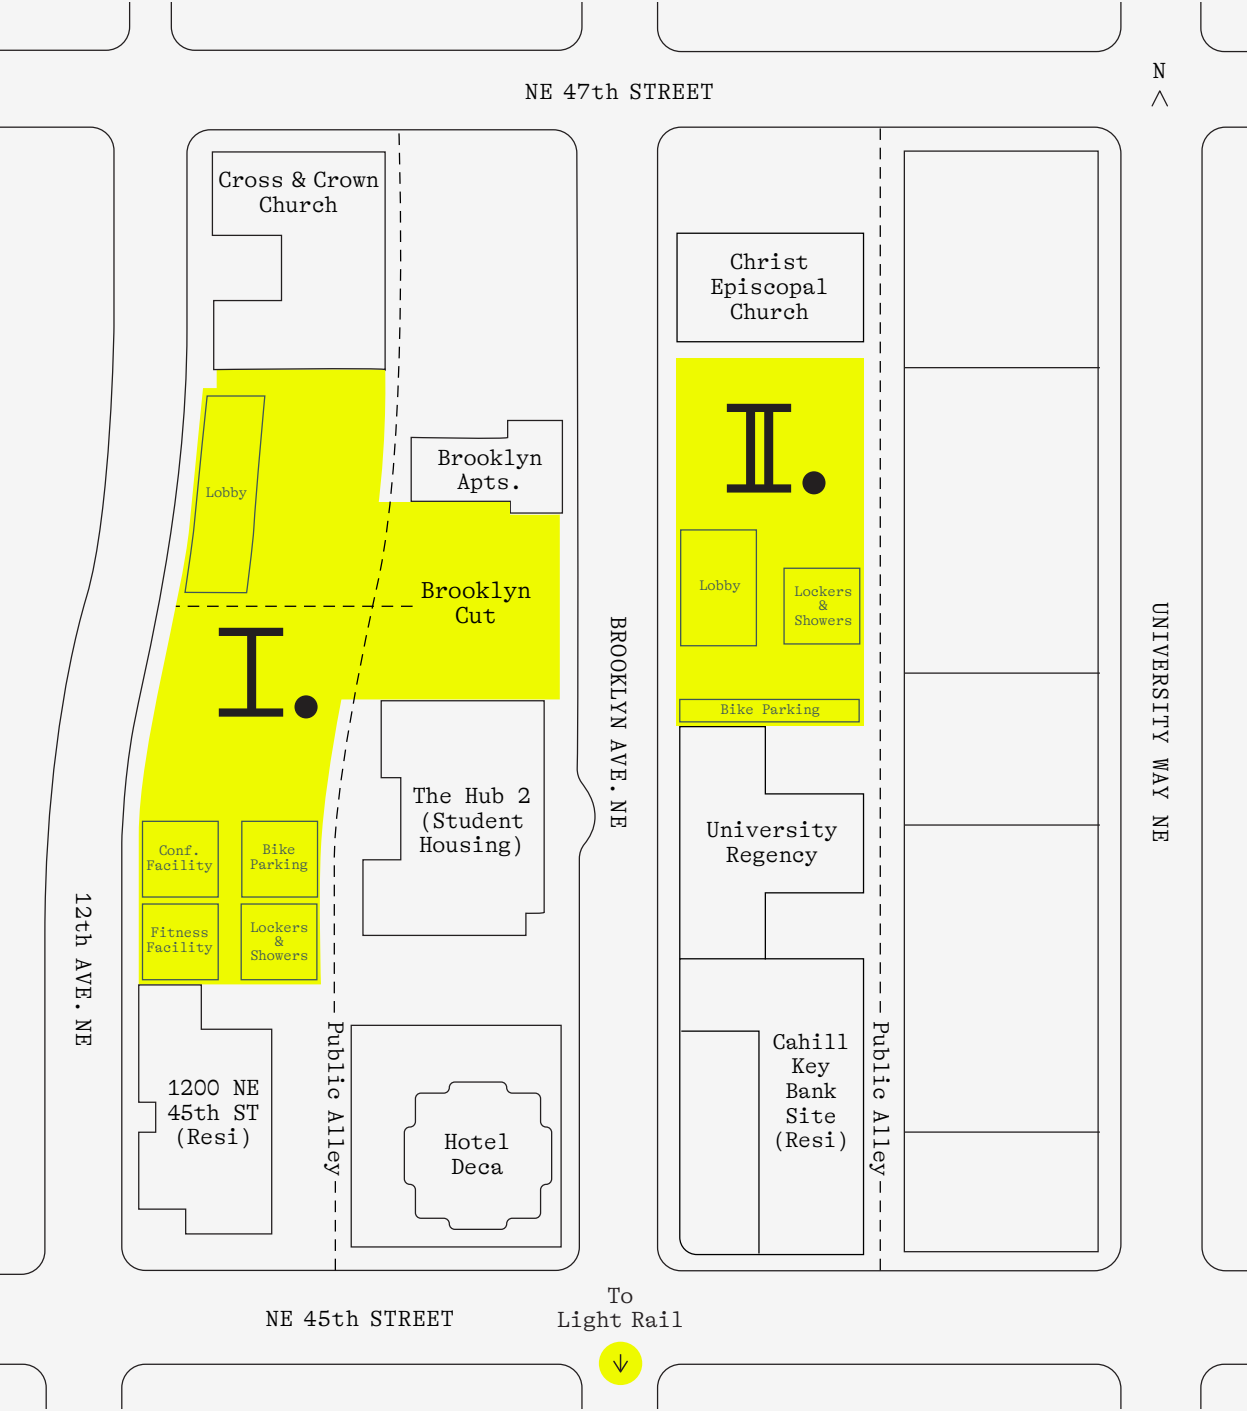 NE 47th STREET
N
Cross & Crown
Church
Christ
Episcopal
Church
Brooklyn
Apts.
Lobby
II.
Brooklyn
Cut
Lobby
Lockers
&
Showers
I.
Bike Parking
BROOKLYN AVE. NE
UNIVERSITY WAY NE
The Hub 2
(Student
Housing)
University
Regency
Conf.
Facility
Bike
Parking
Fitness
Facility
Lockers
&
Showers
12th AVE. NE
Public Alley
Public Alley
1200 NE
45th ST
(Resi)
Hotel
Deca
Cahill
Key
Bank
Site
(Resi)
NE 45th STREET
To
Light Rail